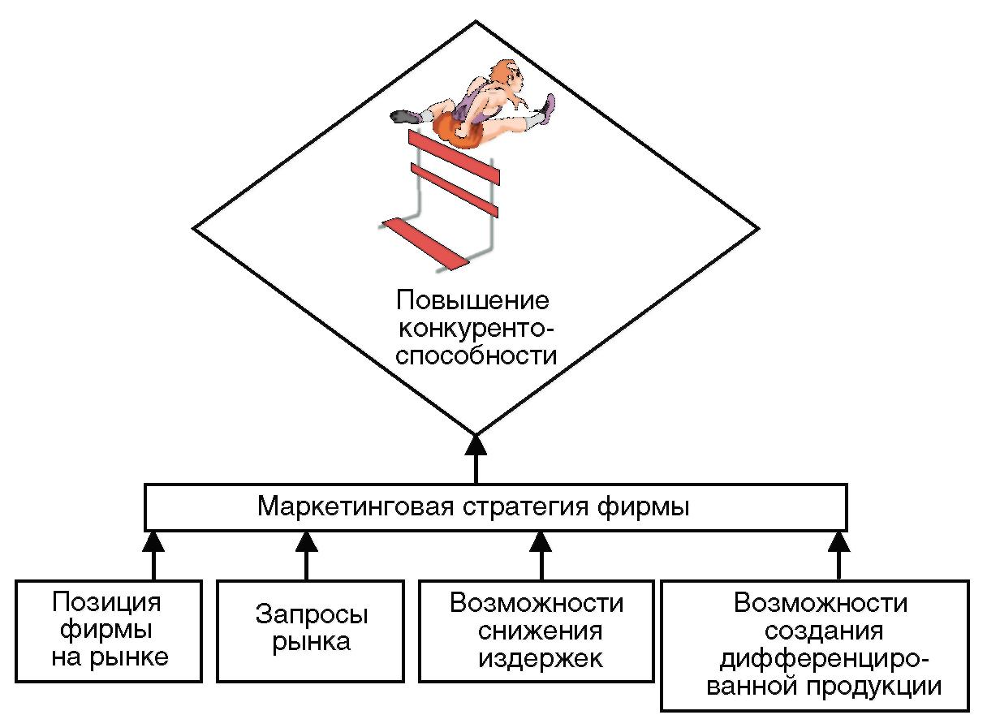 Повышение
конкуренто-
способности
Маркетинговая стратегия фирмы
Позиция
фирмы
на рынке
Запросы
рынка
Возможности
снижения
издержек
Возможности
создания
дифференциро-
ванной продукции